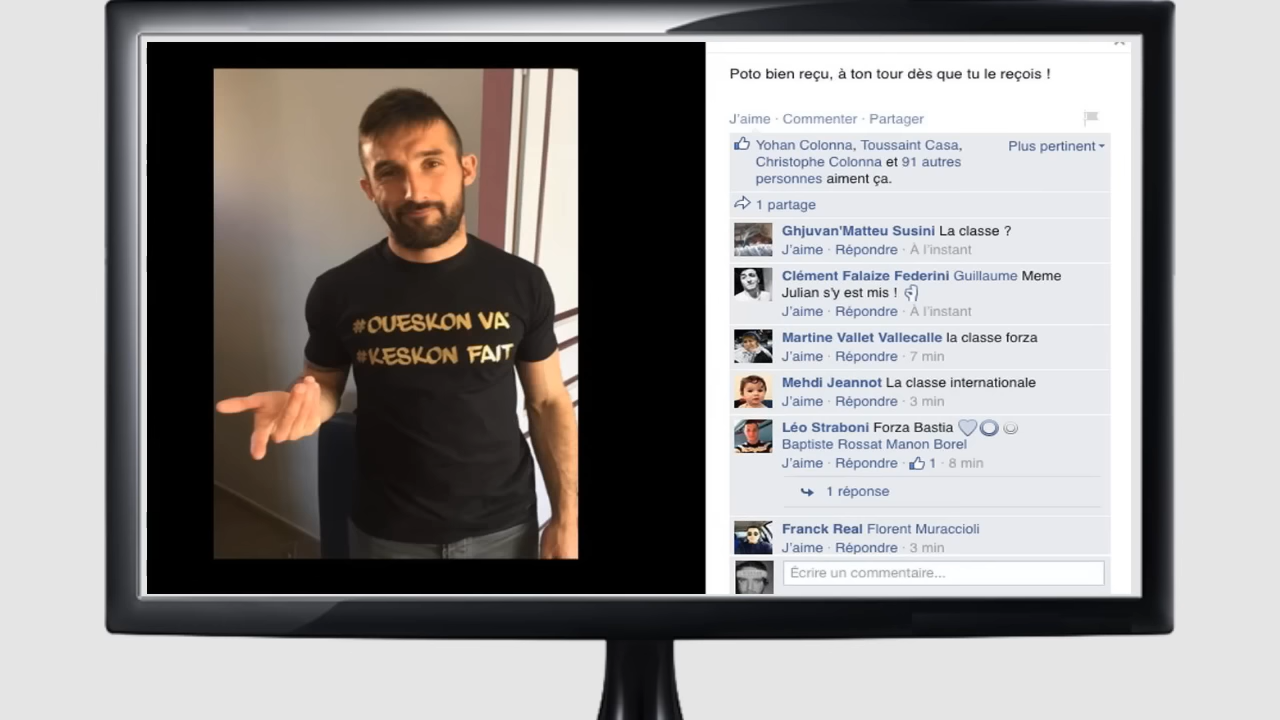 #OUESKON VA
#KESKON FAIT
Poto bien reçu, à ton tour dès que tu le reçois !
J'aime · Commenter · Partager
Yohan Colonna, Toussaint Casa,
Christophe Colonna et 91 autres
personnes aiment ça.
Plus pertinent
1 partage
Ghjuvan'Matteu Susini La classe ?
J'aime · Répondre · À l'instant
Clément Falaize Federini Guillaume Meme
Julian s'y est mis !
J'aime · Répondre · À l'instant
Martine Vallet Vallecalle la classe forza
J'aime · Répondre · 7 min
Mehdi Jeannot La classe internationale
J'aime · Répondre · 3 min
Léo Straboni Forza Bastia
Baptiste Rossat Manon Borel
J'aime · Répondre · 1 · 8 min
1 réponse
Franck Real Florent Muraccioli
J'aime · Répondre · 3 min
Écrire un commentaire...